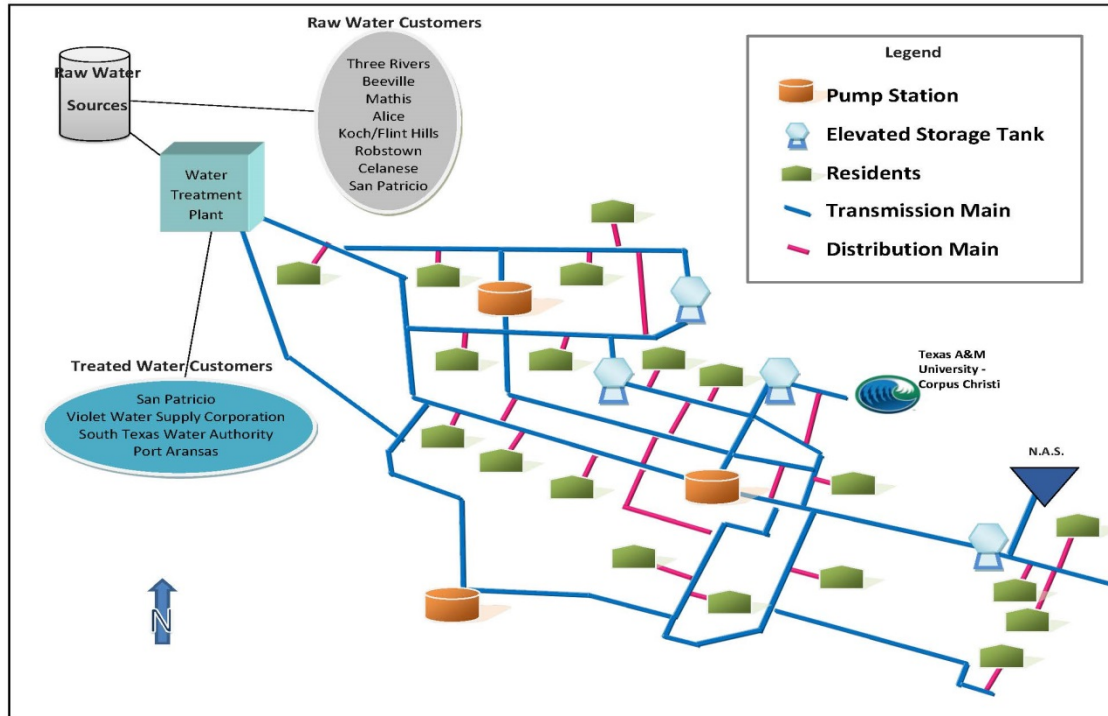 Raw Water Customers
Raw Water
Sources
Three Rivers
Beeville
Mathis
Alice
Koch/Flint Hills
Robstown
Celanese
San Patricio
Legend
Pump Station
Elevated Storage Tank
Residents
Transmission Main
Distribution Main
Water
Treatment
Plant
Treated Water Customers
San Patricio
Violet Water Supply Corporation
South Texas Water Authority
Port Aransas
Texas A&M
University -
Corpus Christi
N.A.S.
N